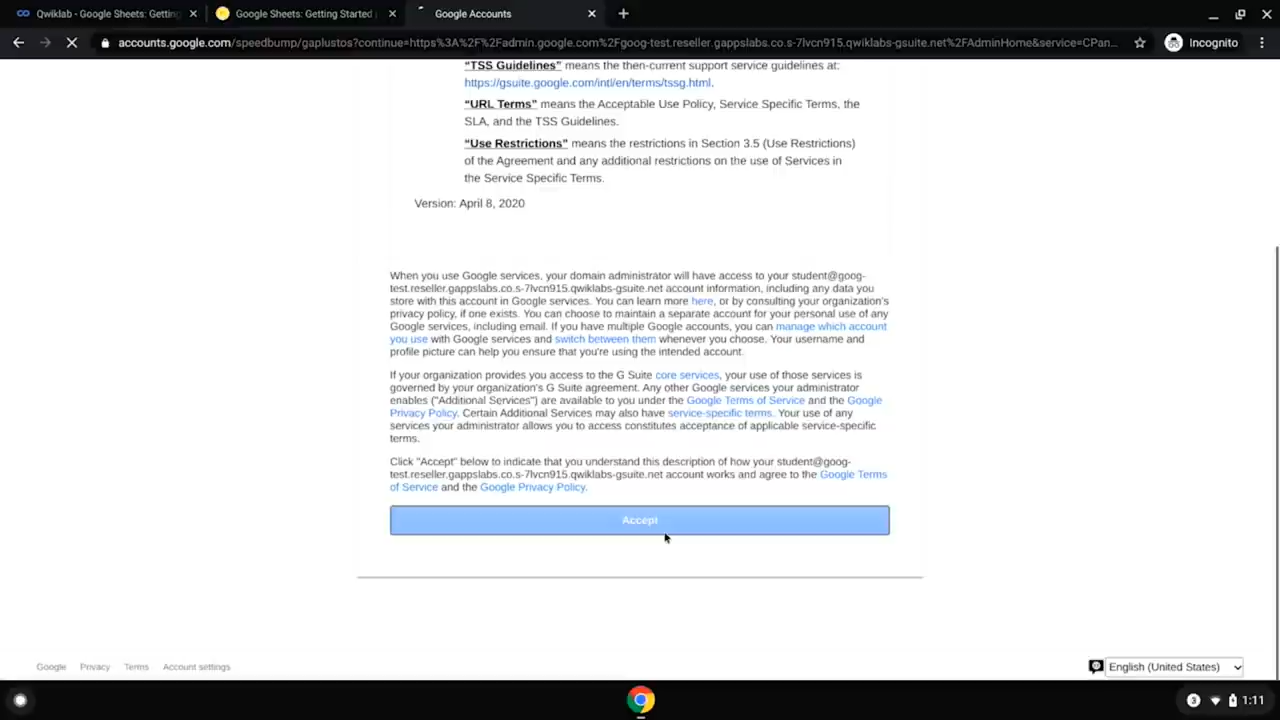 Qwiklab - Google Sheets: Getting
Google Sheets: Getting Started
Google Accounts
accounts.google.com/speedbump/gaplustos?continue=https%3A%2F%2Fadmin.google.com%2Fgoog-test.reseller.gappslabs.co.s-7lvcn915.qwiklabs-gsuite.net%2FAdminHome&service=CPan...
Incognito
“TSS Guidelines” means the then-current support service guidelines at:
https://gsuite.google.com/intl/en/terms/tssg.html.
“URL Terms” means the Acceptable Use Policy, Service Specific Terms, the
SLA, and the TSS Guidelines.
“Use Restrictions” means the restrictions in Section 3.5 (Use Restrictions)
of the Agreement and any additional restrictions on the use of Services in
the Service Specific Terms.
Version: April 8, 2020
When you use Google services, your domain administrator will have access to your student@goog-
test.reseller.gappslabs.co.s-7lvcn915.qwiklabs-gsuite.net account information, including any data you
store with this account in Google services. You can learn more here, or by consulting your organization's
privacy policy, if one exists. You can choose to maintain a separate account for your personal use of any
Google services, including email. If you have multiple Google accounts, you can manage which account
you use with Google services and switch between them whenever you choose. Your username and
profile picture can help you ensure that you're using the intended account.
If your organization provides you access to the G Suite core services, your use of those services is
governed by your organization's G Suite agreement. Any other Google services your administrator
enables ("Additional Services") are available to you under the Google Terms of Service and the Google
Privacy Policy. Certain Additional Services may also have service-specific terms. Your use of any
services your administrator allows you to access constitutes acceptance of applicable service-specific
terms.
Click "Accept" below to indicate that you understand this description of how your student@goog-
test.reseller.gappslabs.co.s-7lvcn915.qwiklabs-gsuite.net account works and agree to the Google Terms
of Service and the Google Privacy Policy.
Accept
Google Privacy Terms Account settings
English (United States)
3 1:11